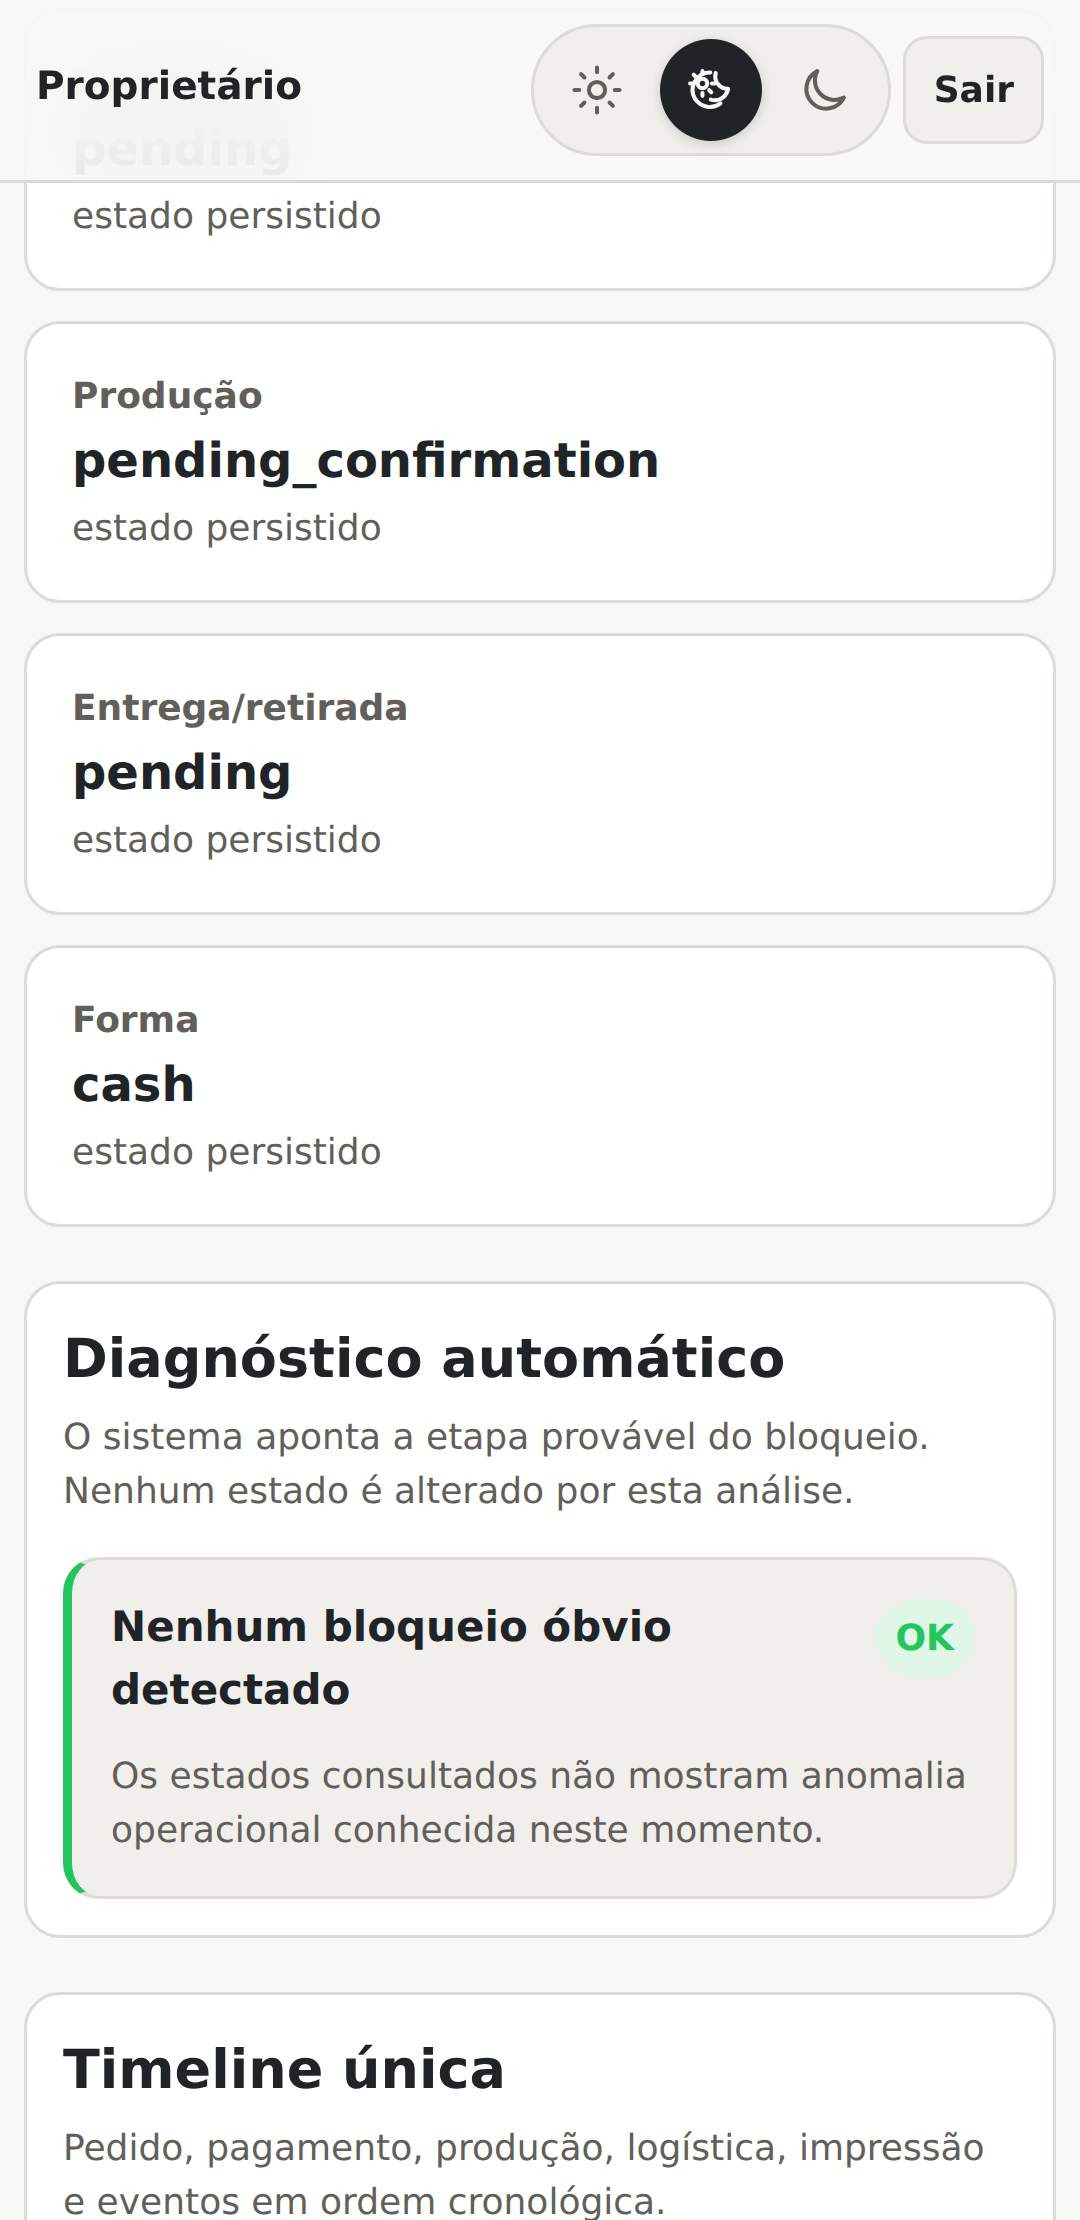 Proprietário
Sair
pending
estado persistido
Produção
pending_confirmation
estado persistido
Entrega/retirada
pending
estado persistido
Forma
cash
estado persistido
Diagnóstico automático
O sistema aponta a etapa provável do bloqueio.
Nenhum estado é alterado por esta análise.
Nenhum bloqueio óbvio
detectado
OK
Os estados consultados não mostram anomalia
operacional conhecida neste momento.
Timeline única
Pedido, pagamento, produção, logística, impressão
e eventos em ordem cronológica.